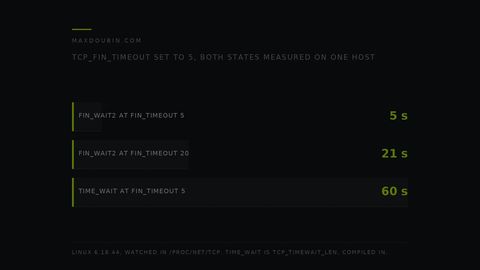 MAXDOURIN.COM
TCP_FIN_TIMEOUT SET TO 5, BOTH STATES MEASURED ON ONE HOST
FIN_WAIT2 AT FIN_TIMEOUT 5 5 s
FIN_WAIT2 AT FIN_TIMEOUT 20 21 s
TIME_WAIT AT FIN_TIMEOUT 5 60 s
LINUX 6.18.44, WATCHED IN /PROC/NET/TCP. TIME_WAIT IS TCP_TIMEWAIT_LEN, COMPILED IN.